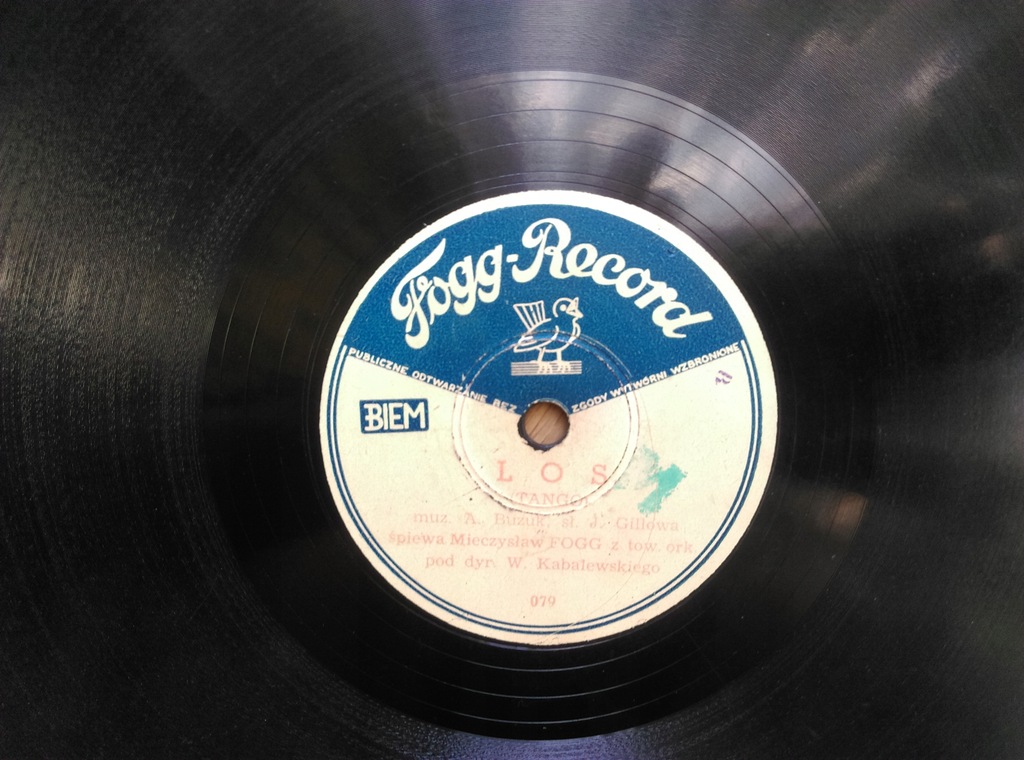 Fogg-Record
PUBLICZNE ODTWARZANIE BEZ ZGODY WYTWÓRNI WZBRONIONE
BIEM
LOS
(TANGO)
muz. A. Buzuk, sł. J. Gillowa
śpiewa Mieczysław FOGG z tow. ork.
pod dyr. W. Kabalewskiego
079